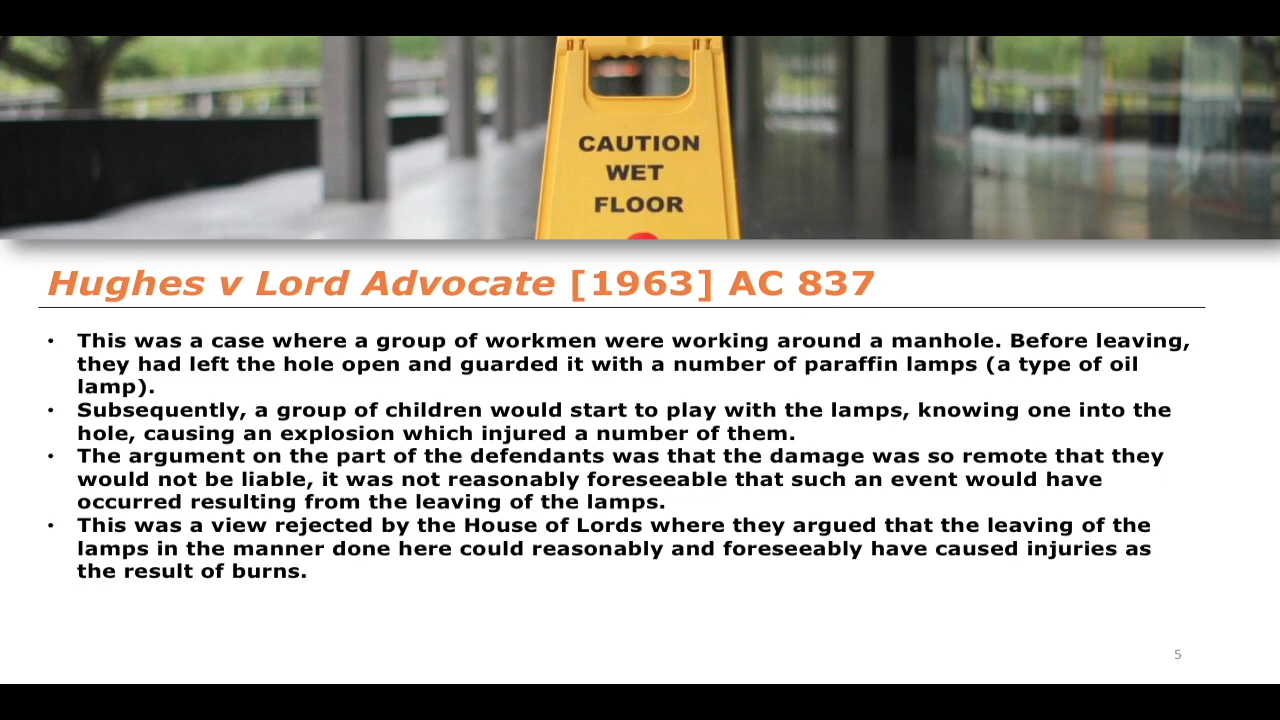 CAUTION
WET
FLOOR
Hughes v Lord Advocate [1963] AC 837
• This was a case where a group of workmen were working around a manhole. Before leaving,
they had left the hole open and guarded it with a number of paraffin lamps (a type of oil
lamp).
• Subsequently, a group of children would start to play with the lamps, knowing one into the
hole, causing an explosion which injured a number of them.
• The argument on the part of the defendants was that the damage was so remote that they
would not be liable, it was not reasonably foreseeable that such an event would have
occurred resulting from the leaving of the lamps.
• This was a view rejected by the House of Lords where they argued that the leaving of the
lamps in the manner done here could reasonably and foreseeably have caused injuries as
the result of burns.
5